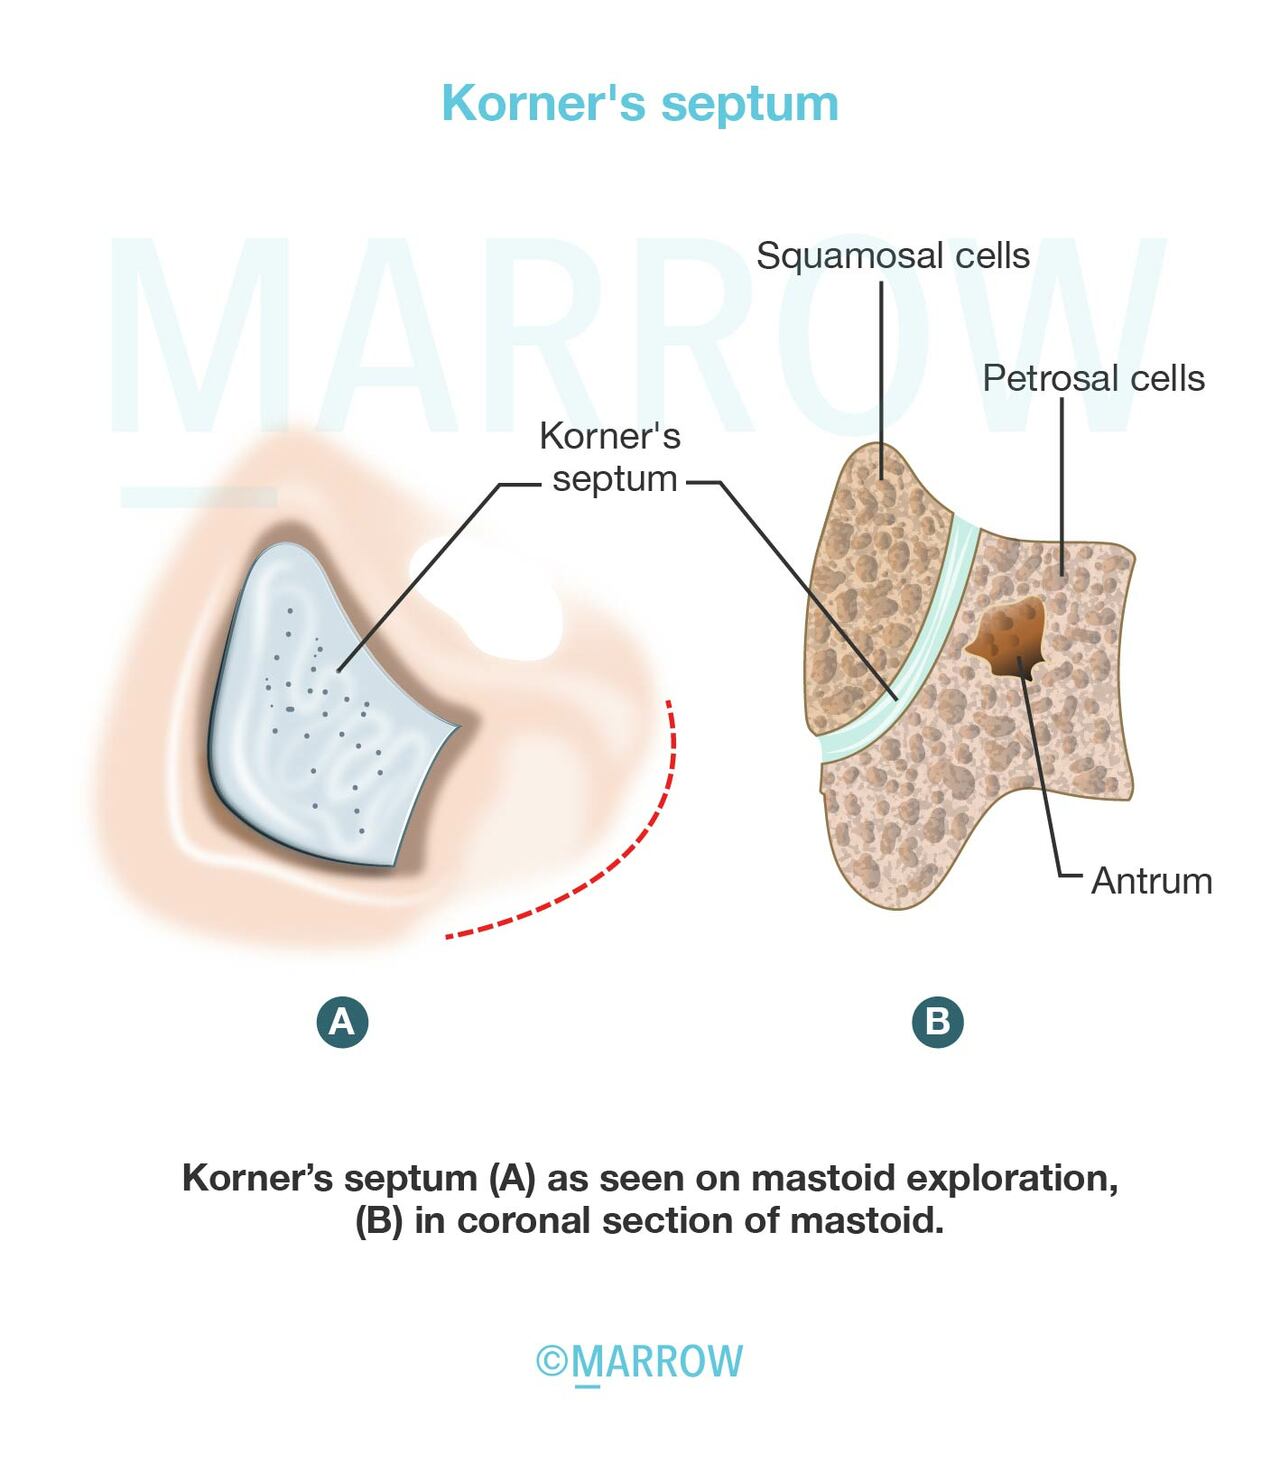 Korner's septum
MARROW
Squamosal cells
Petrosal cells
Korner's
septum
Antrum
A
B
Korner’s septum (A) as seen on mastoid exploration,
(B) in coronal section of mastoid.
©MARROW